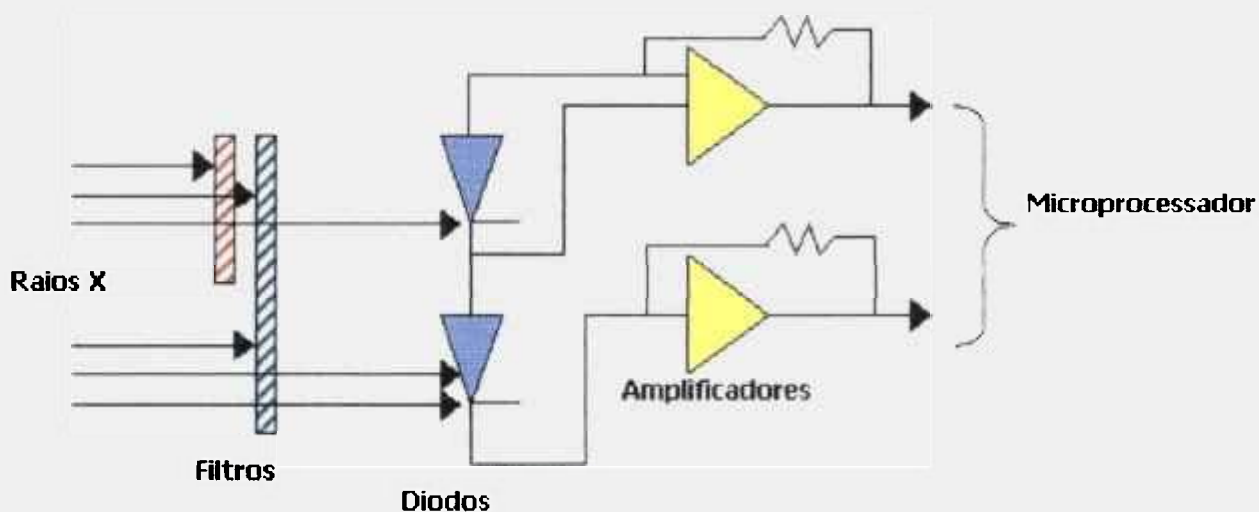 Microprocessador
Raios X
Amplificadores
Filtros
Diodos